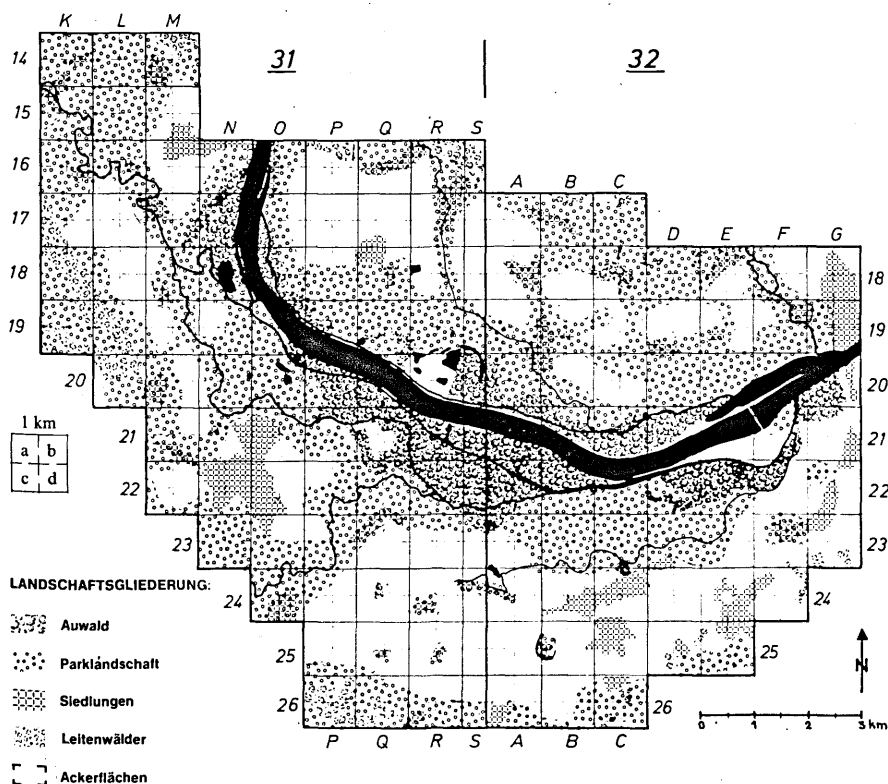 K L M
31 32
14
15
N O P Q R S
16
A B C
17
D E F G
18 18
19 19
20 20
1 km
21 21
a b
c d
22 22
23 23
LANDSCHAFTSGLIEDERUNG:
24 24
Auwald
Parklandschaft
25 25
N
Siedlungen
26 26
Leitenwälder
0 1 2 3 km
P Q R S A B C
Ackerflächen